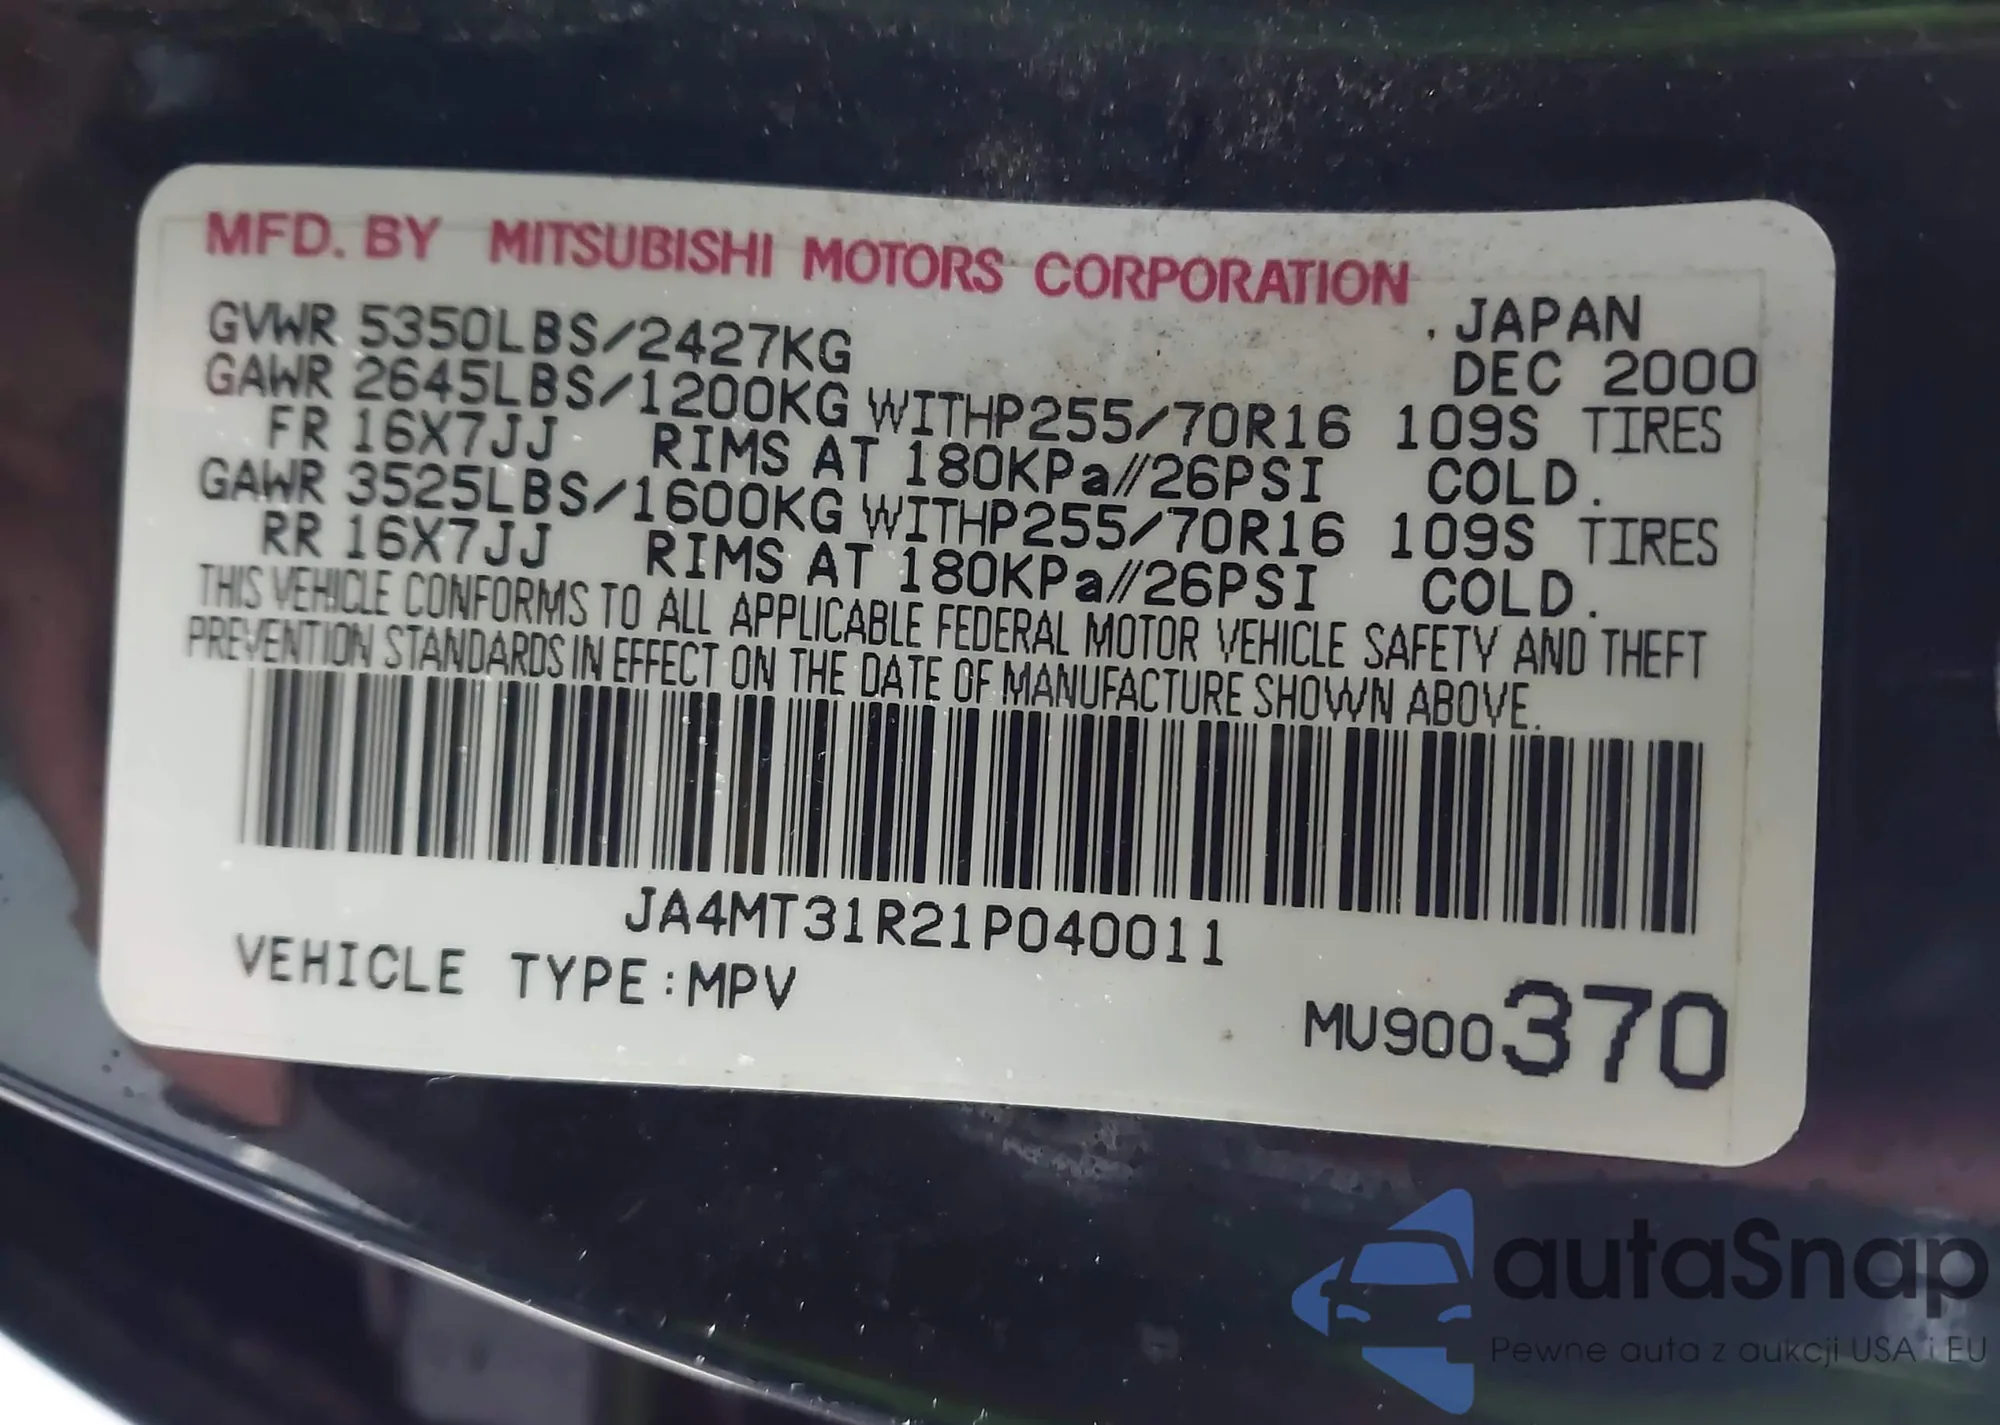 MFD. BY MITSUBISHI MOTORS CORPORATION
GVWR 5350LBS/2427KG . JAPAN
DEC 2000
GAWR 2645LBS/1200KG WITHP255/70R16 109S TIRES
FR 16X7JJ RIMS AT 180KPa//26PSI COLD.
GAWR 3525LBS/1600KG WITHP255/70R16 109S TIRES
RR 16X7JJ RIMS AT 180KPa//26PSI COLD.
THIS VEHICLE CONFORMS TO ALL APPLICABLE FEDERAL MOTOR VEHICLE SAFETY AND THEFT
PREVENTION STANDARDS IN EFFECT ON THE DATE OF MANUFACTURE SHOWN ABOVE.
JA4MT31R21P040011
VEHICLE TYPE:MPV
MU900370
autaSnap
Pewne auta z aukcji USA i EU